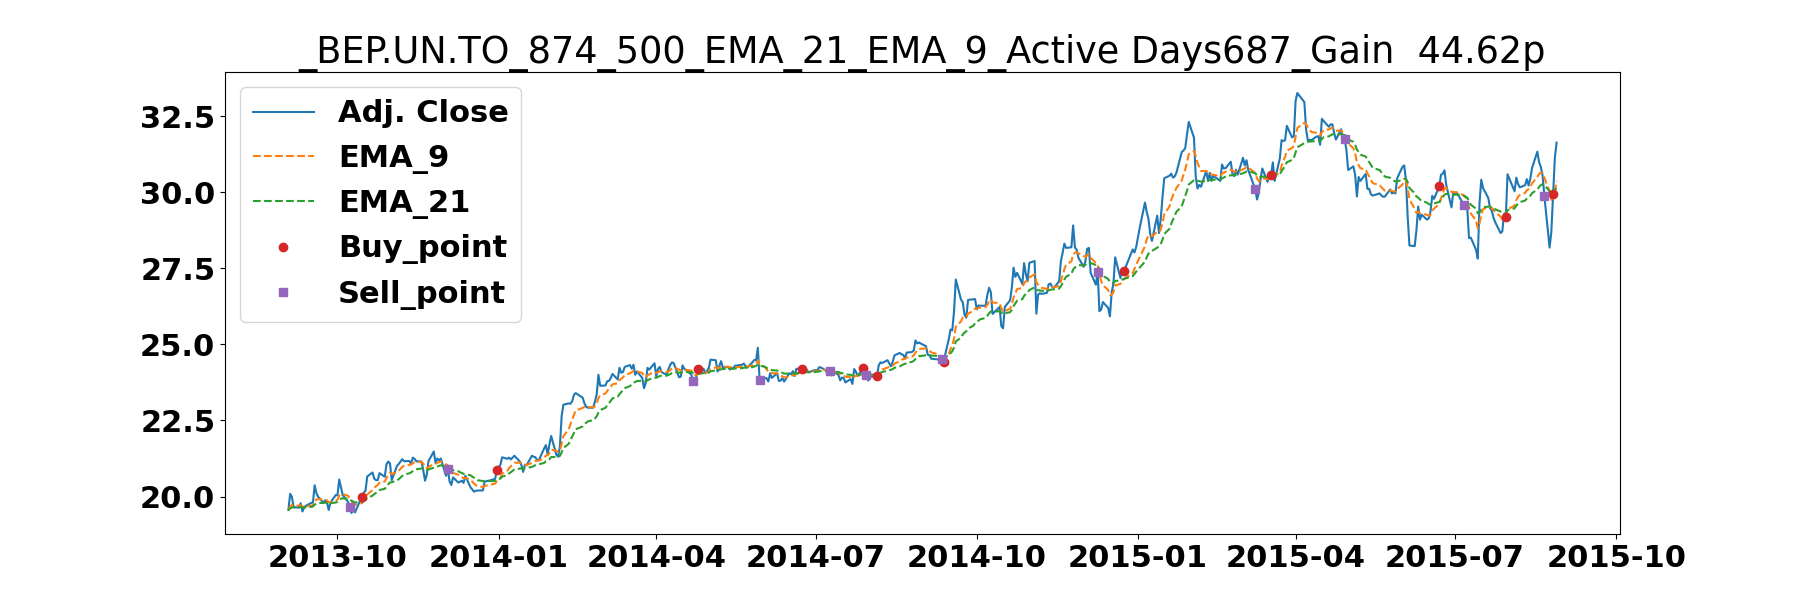 _BEP.UN.TO_874_500_EMA_21_EMA_9_Active Days687_Gain  44.62p
Adj. Close
EMA_9
EMA_21
Buy_point
Sell_point
32.5
30.0
27.5
25.0
22.5
20.0
2013-10 2014-01 2014-04 2014-07 2014-10 2015-01 2015-04 2015-07 2015-10